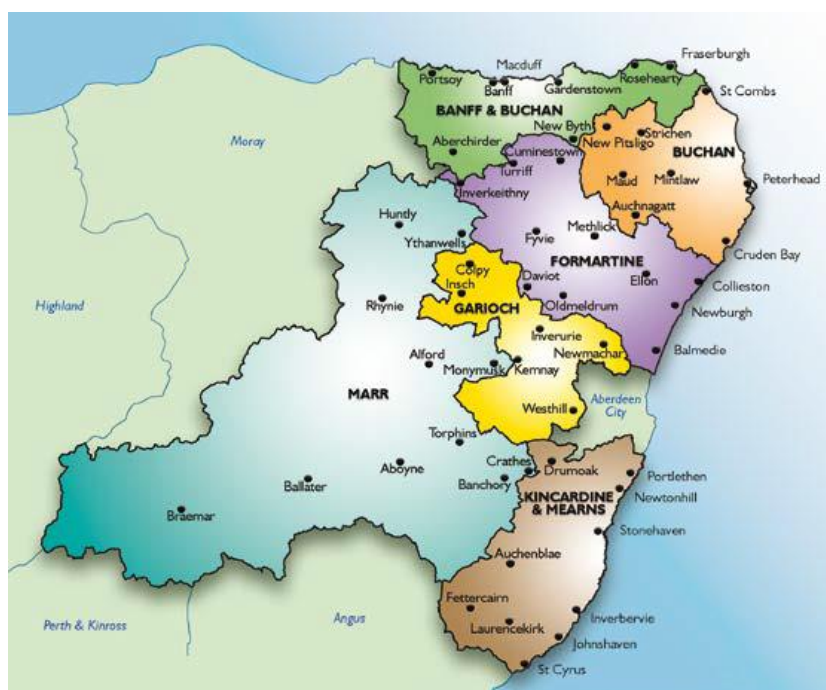 Fraserburgh
Macduff
Portsoy
Banff
Gardenstown
Rosehearty
St Combs
BANFF & BUCHAN
New Byth
New Pitsligo
Strichen
Moray
Aberchirder
Cuminestown
BUCHAN
Turriff
Maud
Mintlaw
Peterhead
Inverkeithny
Auchnagatt
Huntly
Methlick
Ythanwells
Fyvie
Cruden Bay
FORMARTINE
Colpy
Daviot
Ellon
Collieston
Insch
Highland
Rhynie
GARIOCH
Oldmeldrum
Newburgh
Inverurie
Newmachar
Balmedie
Alford
Monymusk
Kemnay
MARR
Aberdeen
City
Westhill
Torphins
Crathes
Drumoak
Portlethen
Aboyne
Ballater
Banchory
KINCARDINE
& MEARNS
Newtonhill
Braemar
Stonehaven
Auchenblae
Fettercairn
Perth & Kinross
Angus
Laurencekirk
Inverbervie
Johnshaven
St Cyrus